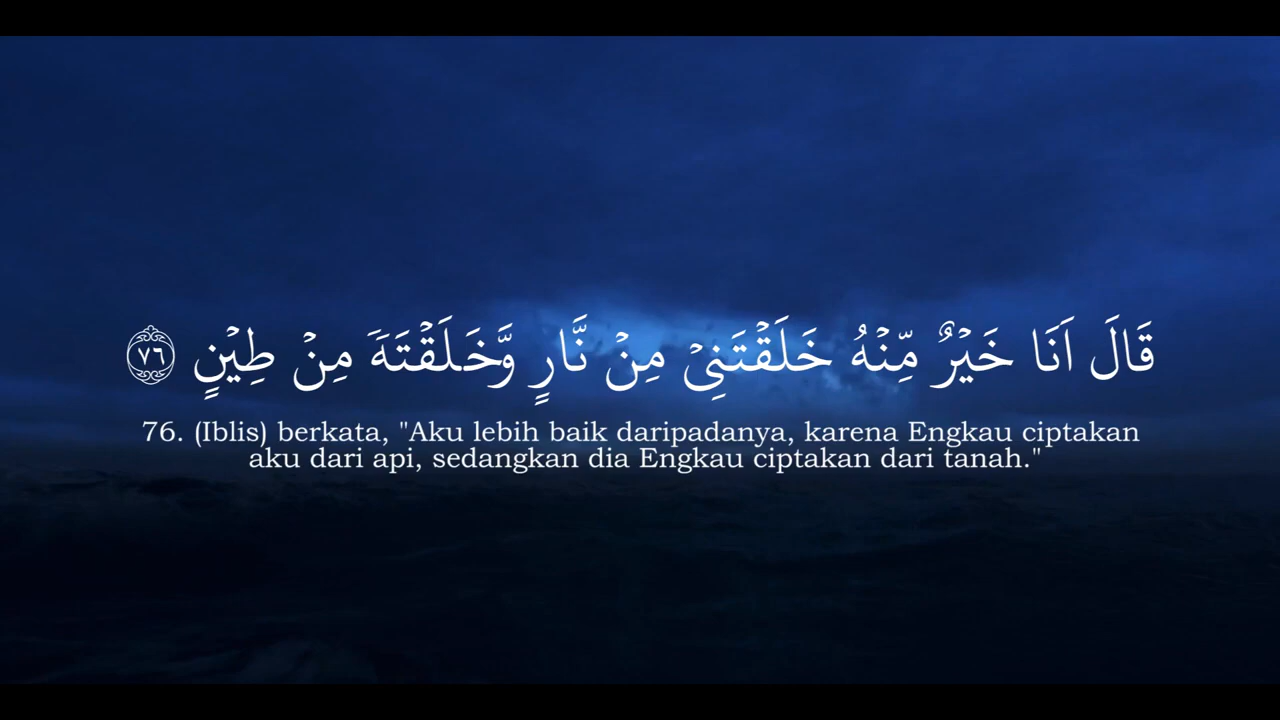 قَالَ اَنَا خَيْرٌ مِّنْهُ خَلَقْتَنِيْ مِنْ نَّارٍ وَّخَلَقْتَهٗ مِنْ طِيْنٍ ٧٦
76. (Iblis) berkata, "Aku lebih baik daripadanya, karena Engkau ciptakan
aku dari api, sedangkan dia Engkau ciptakan dari tanah."